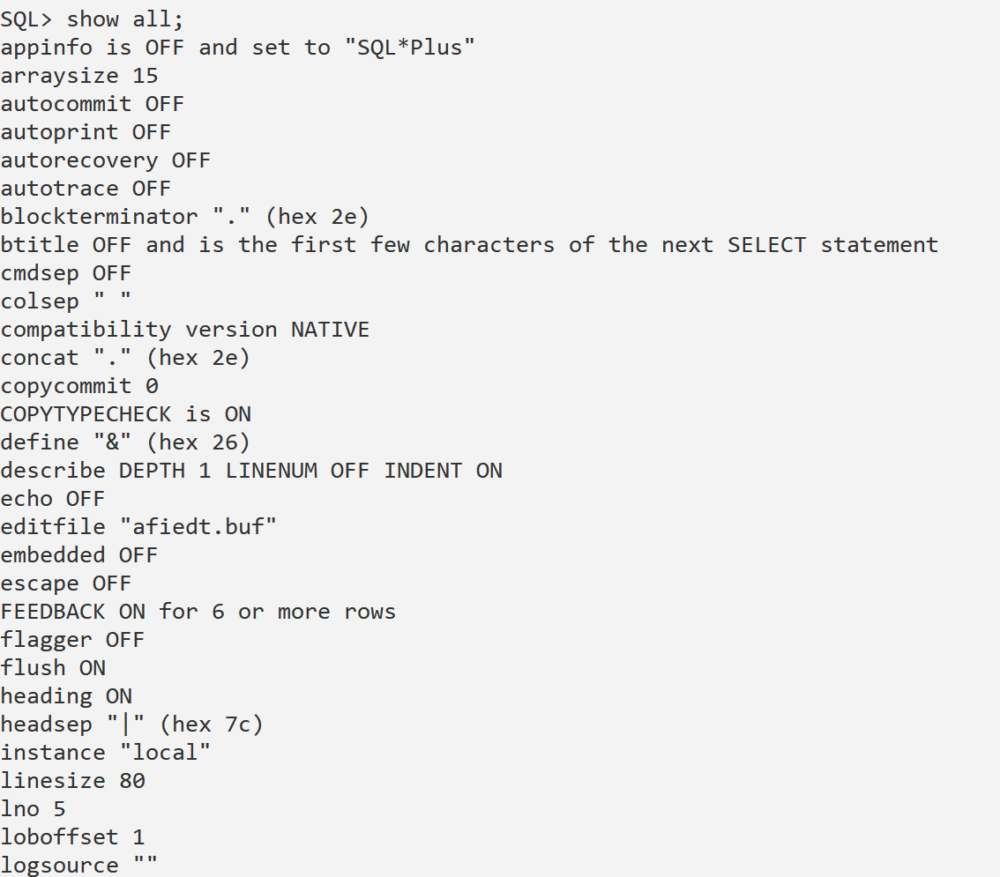 SQL> show all;
appinfo is OFF and set to "SQL*Plus"
arraysize 15
autocommit OFF
autoprint OFF
autorecovery OFF
autotrace OFF
blockterminator "." (hex 2e)
btitle OFF and is the first few characters of the next SELECT statement
cmdsep OFF
colsep " "
compatibility version NATIVE
concat "." (hex 2e)
copycommit 0
COPYTYPECHECK is ON
define "&" (hex 26)
describe DEPTH 1 LINENUM OFF INDENT ON
echo OFF
editfile "afiedt.buf"
embedded OFF
escape OFF
FEEDBACK ON for 6 or more rows
flagger OFF
flush ON
heading ON
headsep "|" (hex 7c)
instance "local"
linesize 80
lno 5
loboffset 1
logsource ""